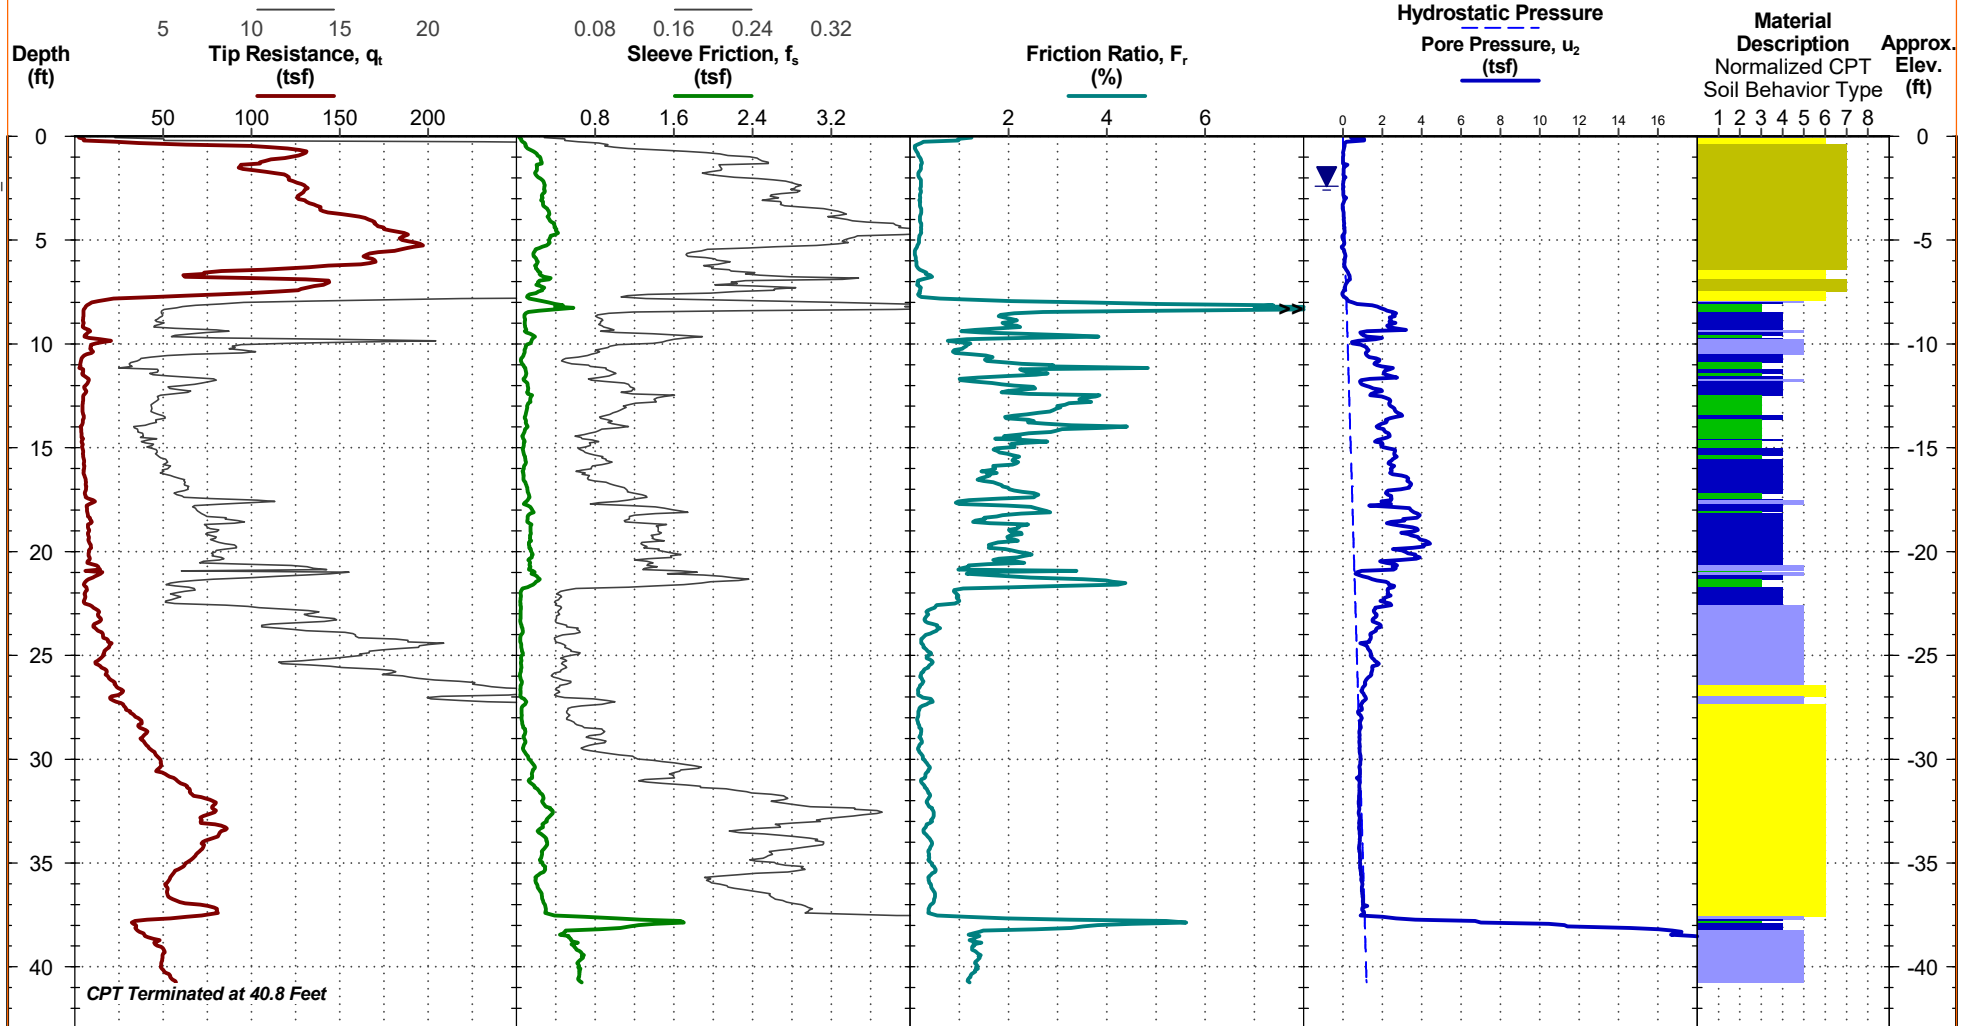 5 10 15 20
0.08 0.16 0.24 0.32
Hydrostatic Pressure
Depth
(ft)
Tip Resistance, qt
(tsf)
Sleeve Friction, fs
(tsf)
Friction Ratio, Fr
(%)
Pore Pressure, u2
(tsf)
Material
Description
Normalized CPT
Soil Behavior Type
Approx.
Elev.
(ft)
50 100 150 200
0.8 1.6 2.4 3.2
2 4 6
0 2 4 6 8 10 12 14 16
1 2 3 4 5 6 7 8
0 0
>>
5 -5
10 -10
15 -15
20 -20
25 -25
30 -30
35 -35
40 -40
CPT Terminated at 40.8 Feet